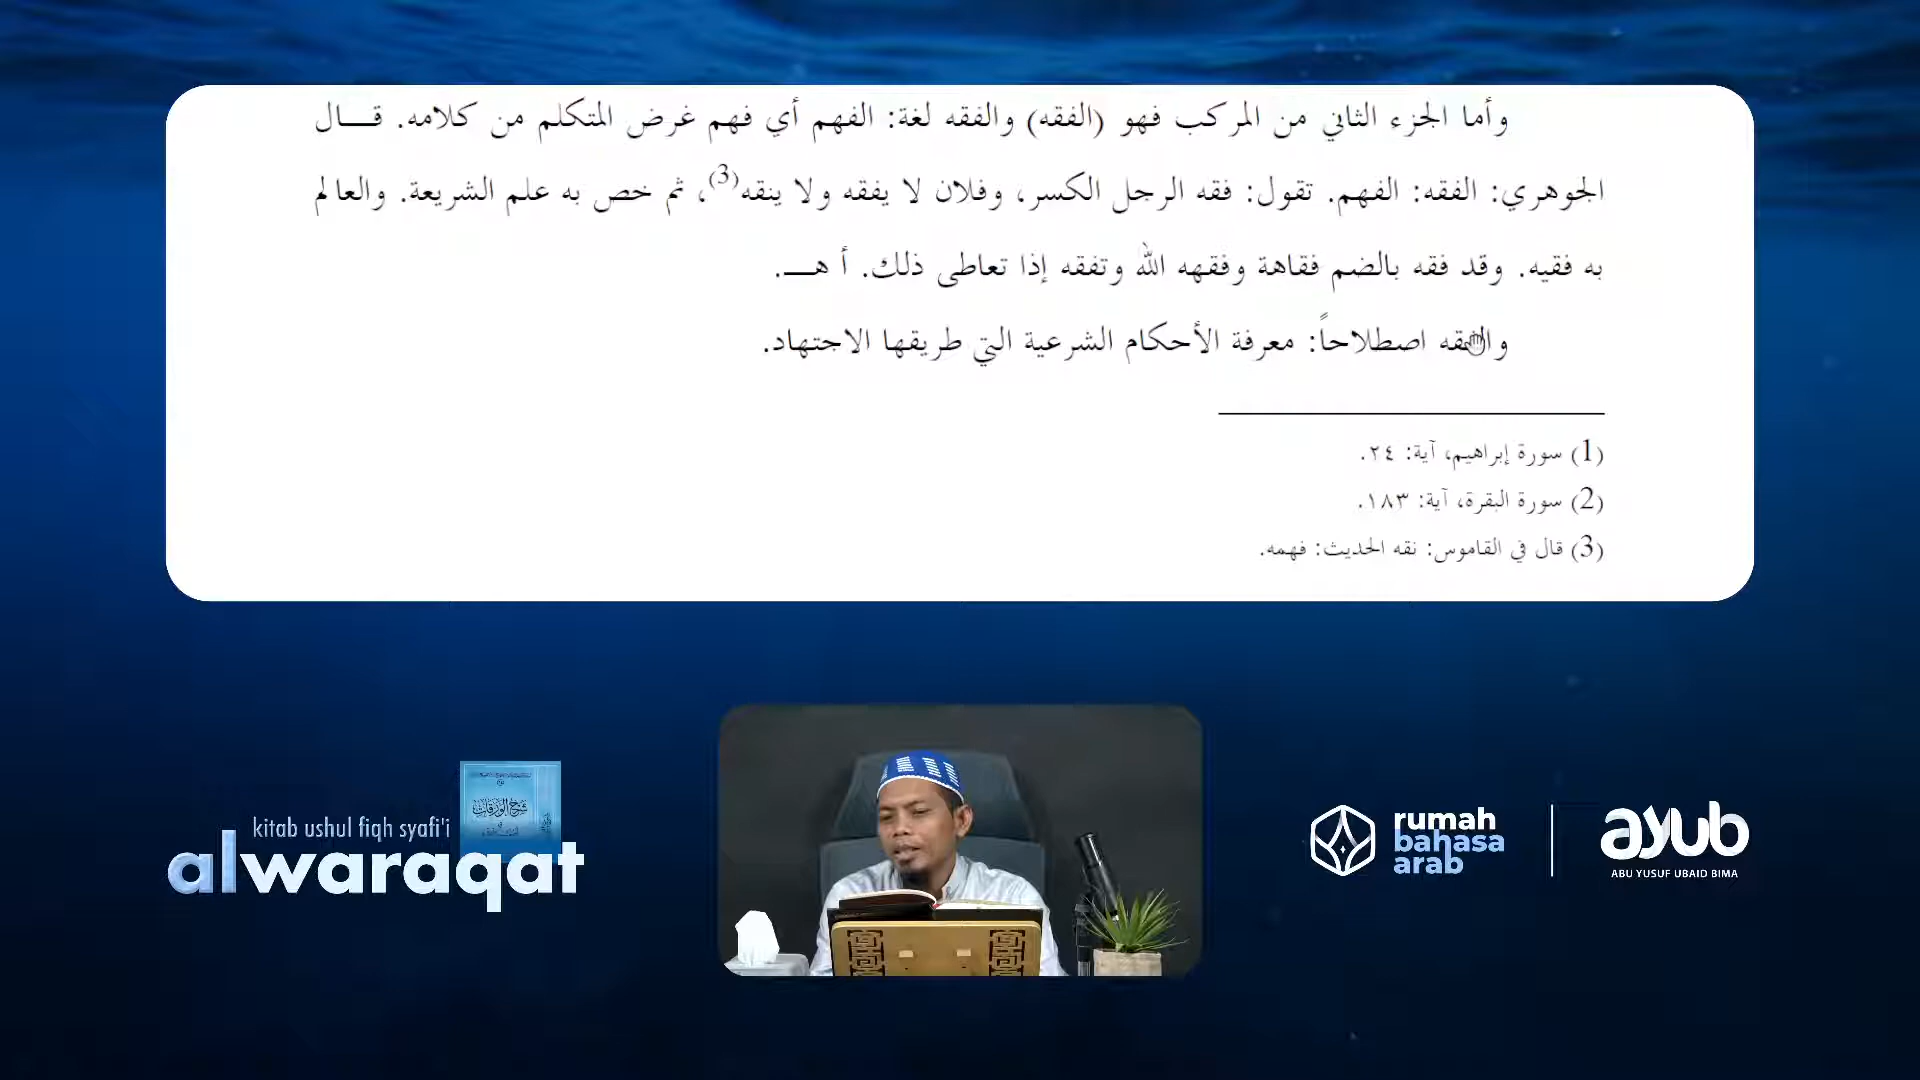 وأما الجزء الثاني من المركب فهو (الفقه) والفقه لغة: الفهم أي فهم غرض المتكلم من كلامه. قـــال
الجوهري: الفقه: الفهم. تقول: فقه الرجل الكسر، وفلان لا يفقه ولا ينقه(3)، ثم خص به علم الشريعة. والعالم
به فقيه. وقد فقه بالضم فقاهة وفقهه الله وتفقه إذا تعاطى ذلك. أ هـــ.
والفقه اصطلاحاً: معرفة الأحكام الشرعية التي طريقها الاجتهاد.
(1) سورة إبراهيم، آية: ٢٤.
(2) سورة البقرة، آية: ١٨٣.
(3) قال في القاموس: نقه الحديث: فهمه.
kitab ushul fiqh syafi'i
شرح الورقات
alwaraqat
rumah
bahasa
arab
ayub
ABU YUSUF UBAID BIMA